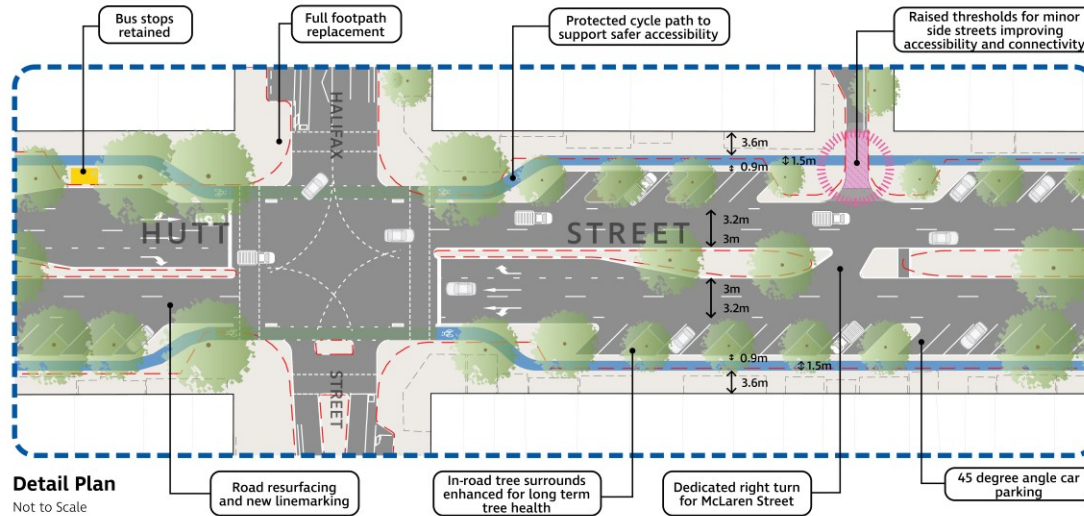 Bus stops
retained
Full footpath
replacement
Protected cycle path to
support safer accessibility
Raised thresholds for minor
side streets improving
accessibility and connectivity
HALIFAX
3.6m
1.5m
0.9m
HUTT
STREET
3.2m
3m
3m
3.2m
0.9m
1.5m
3.6m
STREET
Detail Plan
Not to Scale
Road resurfacing
and new linemarking
In-road tree surrounds
enhanced for long term
tree health
Dedicated right turn
for McLaren Street
45 degree angle car
parking